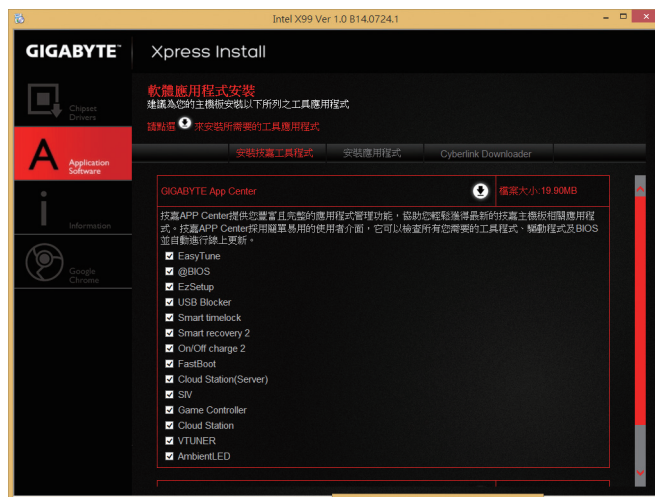 Intel X99 Ver 1.0 B14.0724.1
GIGABYTE™
Xpress Install
Chipset
Drivers
Application
Software
Information
Google
Chrome
軟體應用程式安裝
建議為您的主機板安裝以下所列之工具應用程式
請點選 來安裝所需要的工具應用程式
安裝技嘉工具程式 安裝應用程式 Cyberlink Downloader
GIGABYTE App Center 檔案大小:19.90MB
技嘉APP Center提供您豐富且完整的應用程式管理功能，協助您輕鬆獲得最新的技嘉主機板相關應用程
式。技嘉APP Center採用簡單易用的使用者介面，它可以檢查所有您需要的工具程式、驅動程式及BIOS
並自動進行線上更新。
EasyTune
@BIOS
EzSetup
USB Blocker
Smart timelock
Smart recovery 2
On/Off charge 2
FastBoot
Cloud Station(Server)
SIV
Game Controller
Cloud Station
VTUNER
AmbientLED